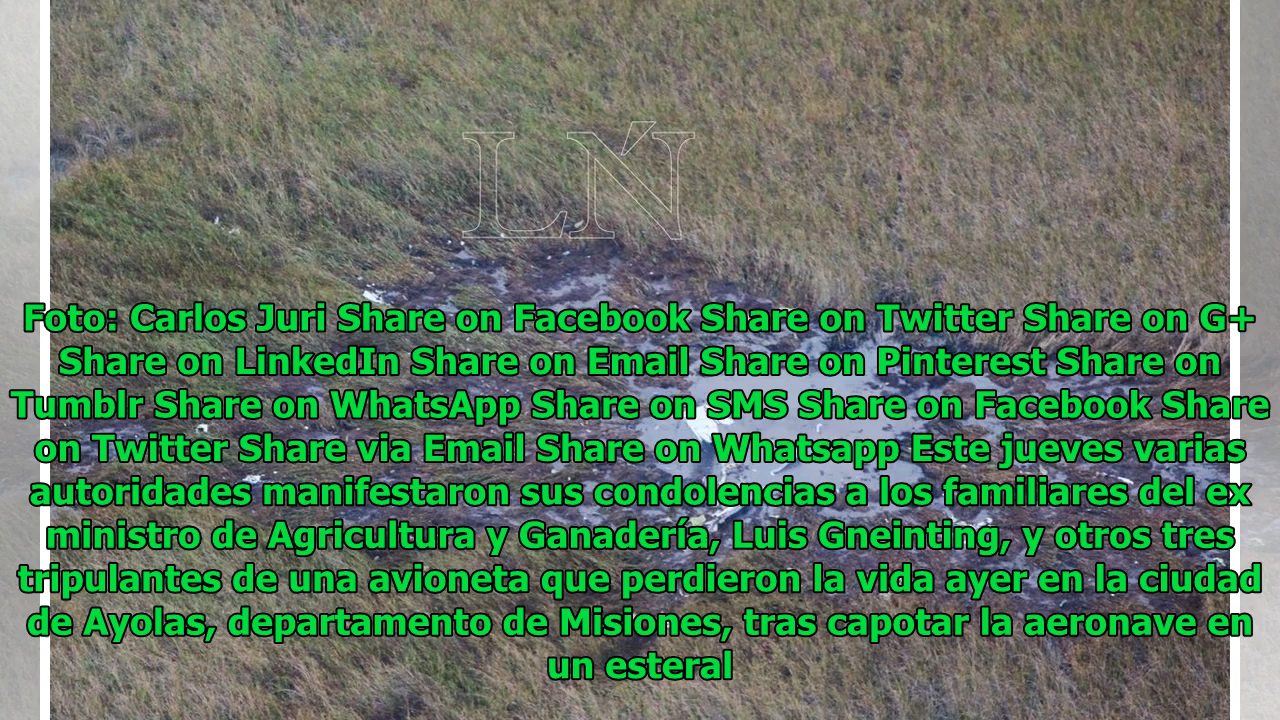 LŃ
Foto: Carlos Juri Share on Facebook Share on Twitter Share on G+
Share on LinkedIn Share on Email Share on Pinterest Share on
Tumblr Share on WhatsApp Share on SMS Share on Facebook Share
on Twitter Share via Email Share on Whatsapp Este jueves varias
autoridades manifestaron sus condolencias a los familiares del ex
ministro de Agricultura y Ganadería, Luis Gneinting, y otros tres
tripulantes de una avioneta que perdieron la vida ayer en la ciudad
de Ayolas, departamento de Misiones, tras capotar la aeronave en
un esteral